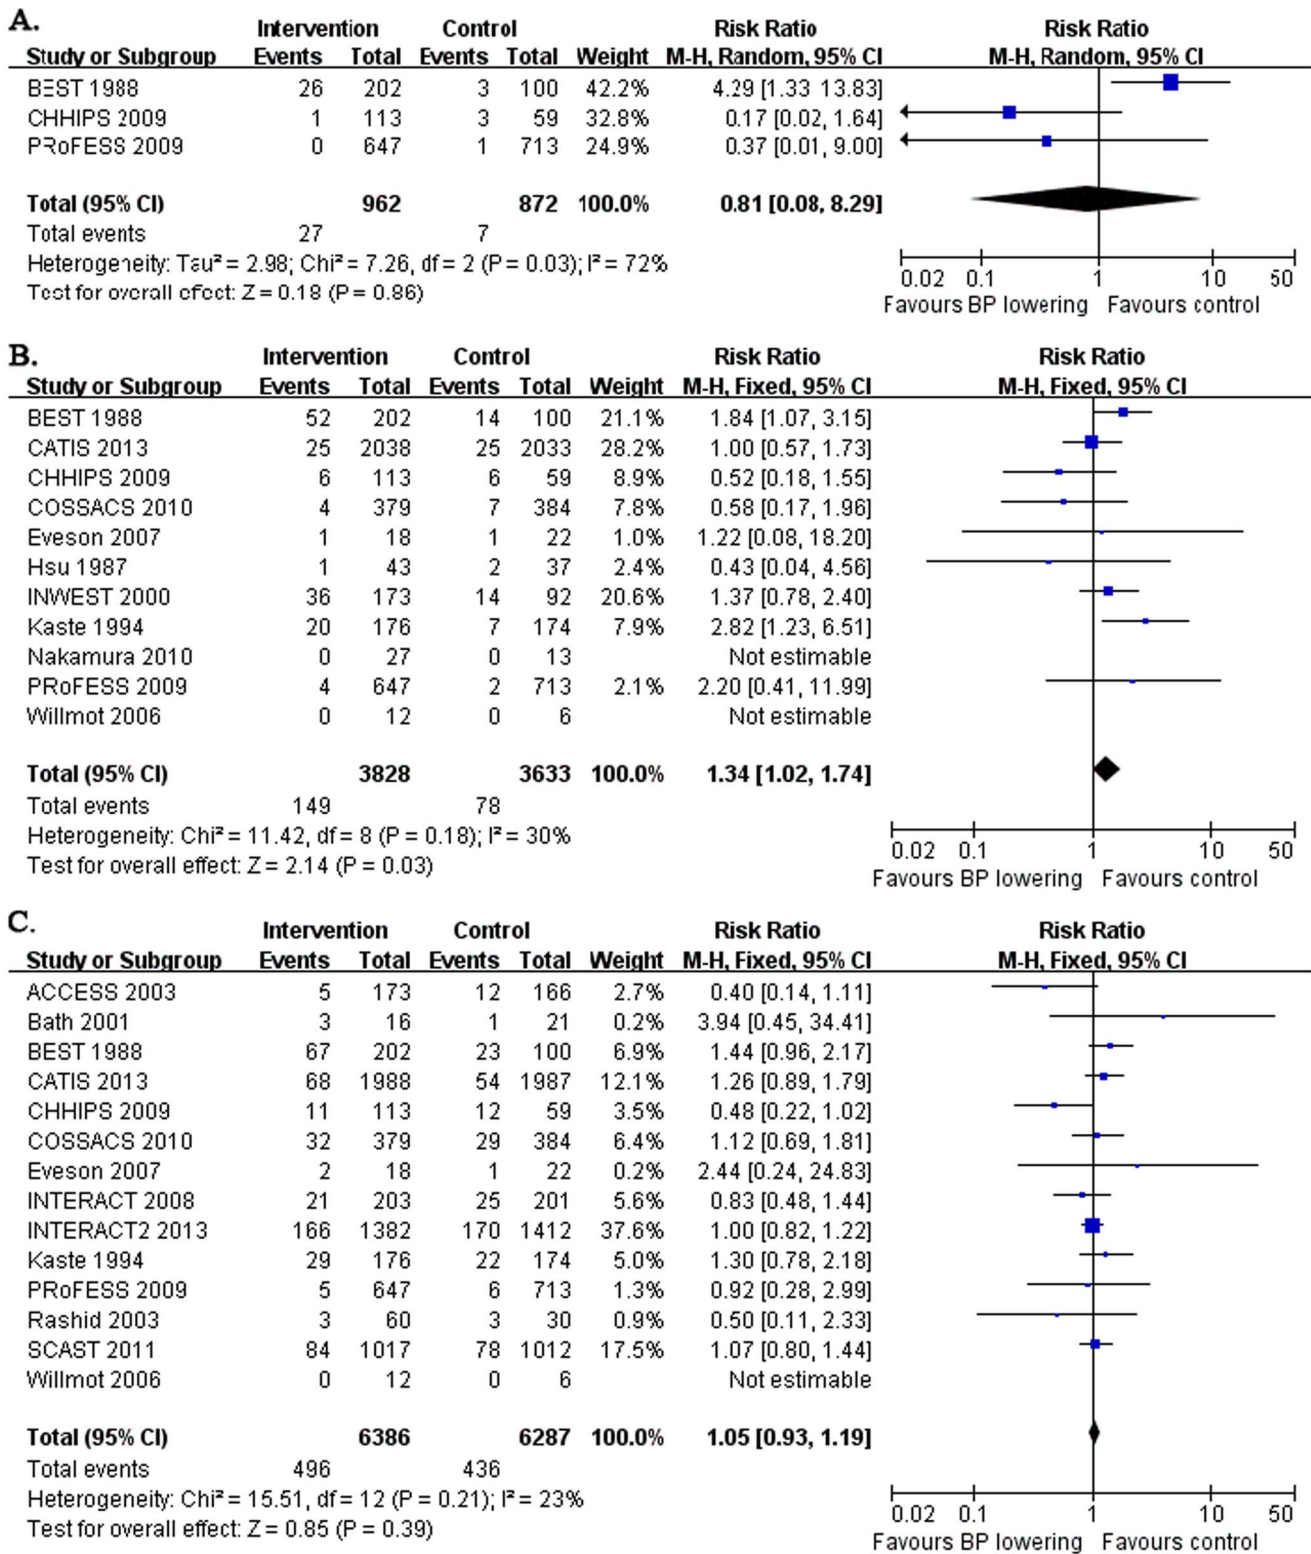 A.
Intervention Control Risk Ratio Risk Ratio
Study or Subgroup Events Total Events Total Weight M-H, Random, 95% CI M-H, Random, 95% CI
BEST 1988 26 202 3 100 42.2% 4.29 [1.33 13.83]
CHHIPS 2009 1 113 3 59 32.8% 0.17 [0.02, 1.64]
PRoFESS 2009 0 647 1 713 24.9% 0.37 [0.01, 9.00]
Total (95% CI) 962 872 100.0% 0.81 [0.08, 8.29]
Total events 27 7
Heterogeneity: Tau² = 2.98; Chi² = 7.26, df = 2 (P = 0.03); I² = 72%
Test for overall effect: Z = 0.18 (P = 0.86)
0.02 0.1 1 10 50
Favours BP lowering Favours control
B.
Intervention Control Risk Ratio Risk Ratio
Study or Subgroup Events Total Events Total Weight M-H, Fixed, 95% CI M-H, Fixed, 95% CI
BEST 1988 52 202 14 100 21.1% 1.84 [1.07, 3.15]
CATIS 2013 25 2038 25 2033 28.2% 1.00 [0.57, 1.73]
CHHIPS 2009 6 113 6 59 8.9% 0.52 [0.18, 1.55]
COSSACS 2010 4 379 7 384 7.8% 0.58 [0.17, 1.96]
Eveson 2007 1 18 1 22 1.0% 1.22 [0.08, 18.20]
Hsu 1987 1 43 2 37 2.4% 0.43 [0.04, 4.56]
INWEST 2000 36 173 14 92 20.6% 1.37 [0.78, 2.40]
Kaste 1994 20 176 7 174 7.9% 2.82 [1.23, 6.51]
Nakamura 2010 0 27 0 13 Not estimable
PRoFESS 2009 4 647 2 713 2.1% 2.20 [0.41, 11.99]
Willmot 2006 0 12 0 6 Not estimable
Total (95% CI) 3828 3633 100.0% 1.34 [1.02, 1.74]
Total events 149 78
Heterogeneity: Chi² = 11.42, df = 8 (P = 0.18); I² = 30%
Test for overall effect: Z = 2.14 (P = 0.03)
0.02 0.1 1 10 50
Favours BP lowering Favours control
C.
Intervention Control Risk Ratio Risk Ratio
Study or Subgroup Events Total Events Total Weight M-H, Fixed, 95% CI M-H, Fixed, 95% CI
ACCESS 2003 5 173 12 166 2.7% 0.40 [0.14, 1.11]
Bath 2001 3 16 1 21 0.2% 3.94 [0.45, 34.41]
BEST 1988 67 202 23 100 6.9% 1.44 [0.96, 2.17]
CATIS 2013 68 1988 54 1987 12.1% 1.26 [0.89, 1.79]
CHHIPS 2009 11 113 12 59 3.5% 0.48 [0.22, 1.02]
COSSACS 2010 32 379 29 384 6.4% 1.12 [0.69, 1.81]
Eveson 2007 2 18 1 22 0.2% 2.44 [0.24, 24.83]
INTERACT 2008 21 203 25 201 5.6% 0.83 [0.48, 1.44]
INTERACT2 2013 166 1382 170 1412 37.6% 1.00 [0.82, 1.22]
Kaste 1994 29 176 22 174 5.0% 1.30 [0.78, 2.18]
PRoFESS 2009 5 647 6 713 1.3% 0.92 [0.28, 2.99]
Rashid 2003 3 60 3 30 0.9% 0.50 [0.11, 2.33]
SCAST 2011 84 1017 78 1012 17.5% 1.07 [0.80, 1.44]
Willmot 2006 0 12 0 6 Not estimable
Total (95% CI) 6386 6287 100.0% 1.05 [0.93, 1.19]
Total events 496 436
Heterogeneity: Chi² = 15.51, df = 12 (P = 0.21); I² = 23%
Test for overall effect: Z = 0.85 (P = 0.39)
0.02 0.1 1 10 50
Favours BP lowering Favours control